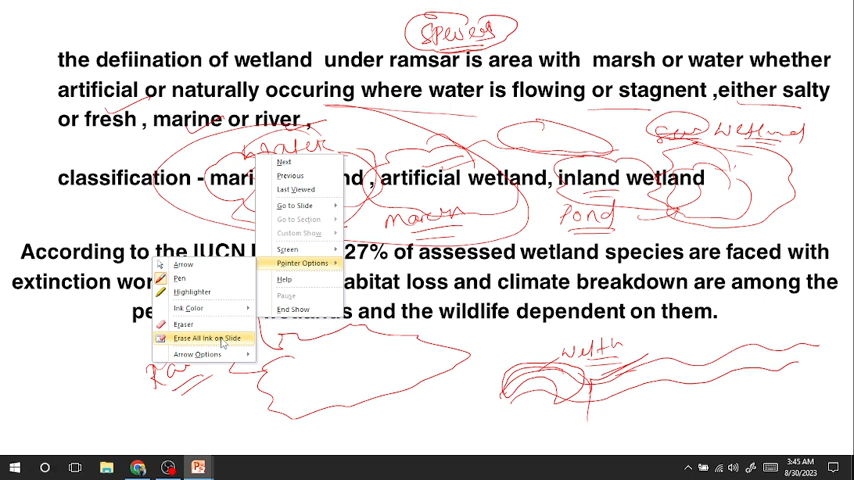 Species
the defiination of wetland under ramsar is area with marsh or water whether
artificial or naturally occuring where water is flowing or stagnent ,either salty
or fresh , marine or river ,
wetland
classification - mari nd , artificial wetland, inland wetland
Pond
According to the IUCN 27% of assessed wetland species are faced with
extinction wor abitat loss and climate breakdown are among the
pe s and the wildlife dependent on them.
Next
Previous
Last Viewed
Go to Slide
Go to Section
Custom Show
Screen
Pointer Options
Help
Pause
End Show
Arrow
Pen
Highlighter
Ink Color
Eraser
Erase All Ink on Slide
Arrow Options
3:45 AM
8/30/2023